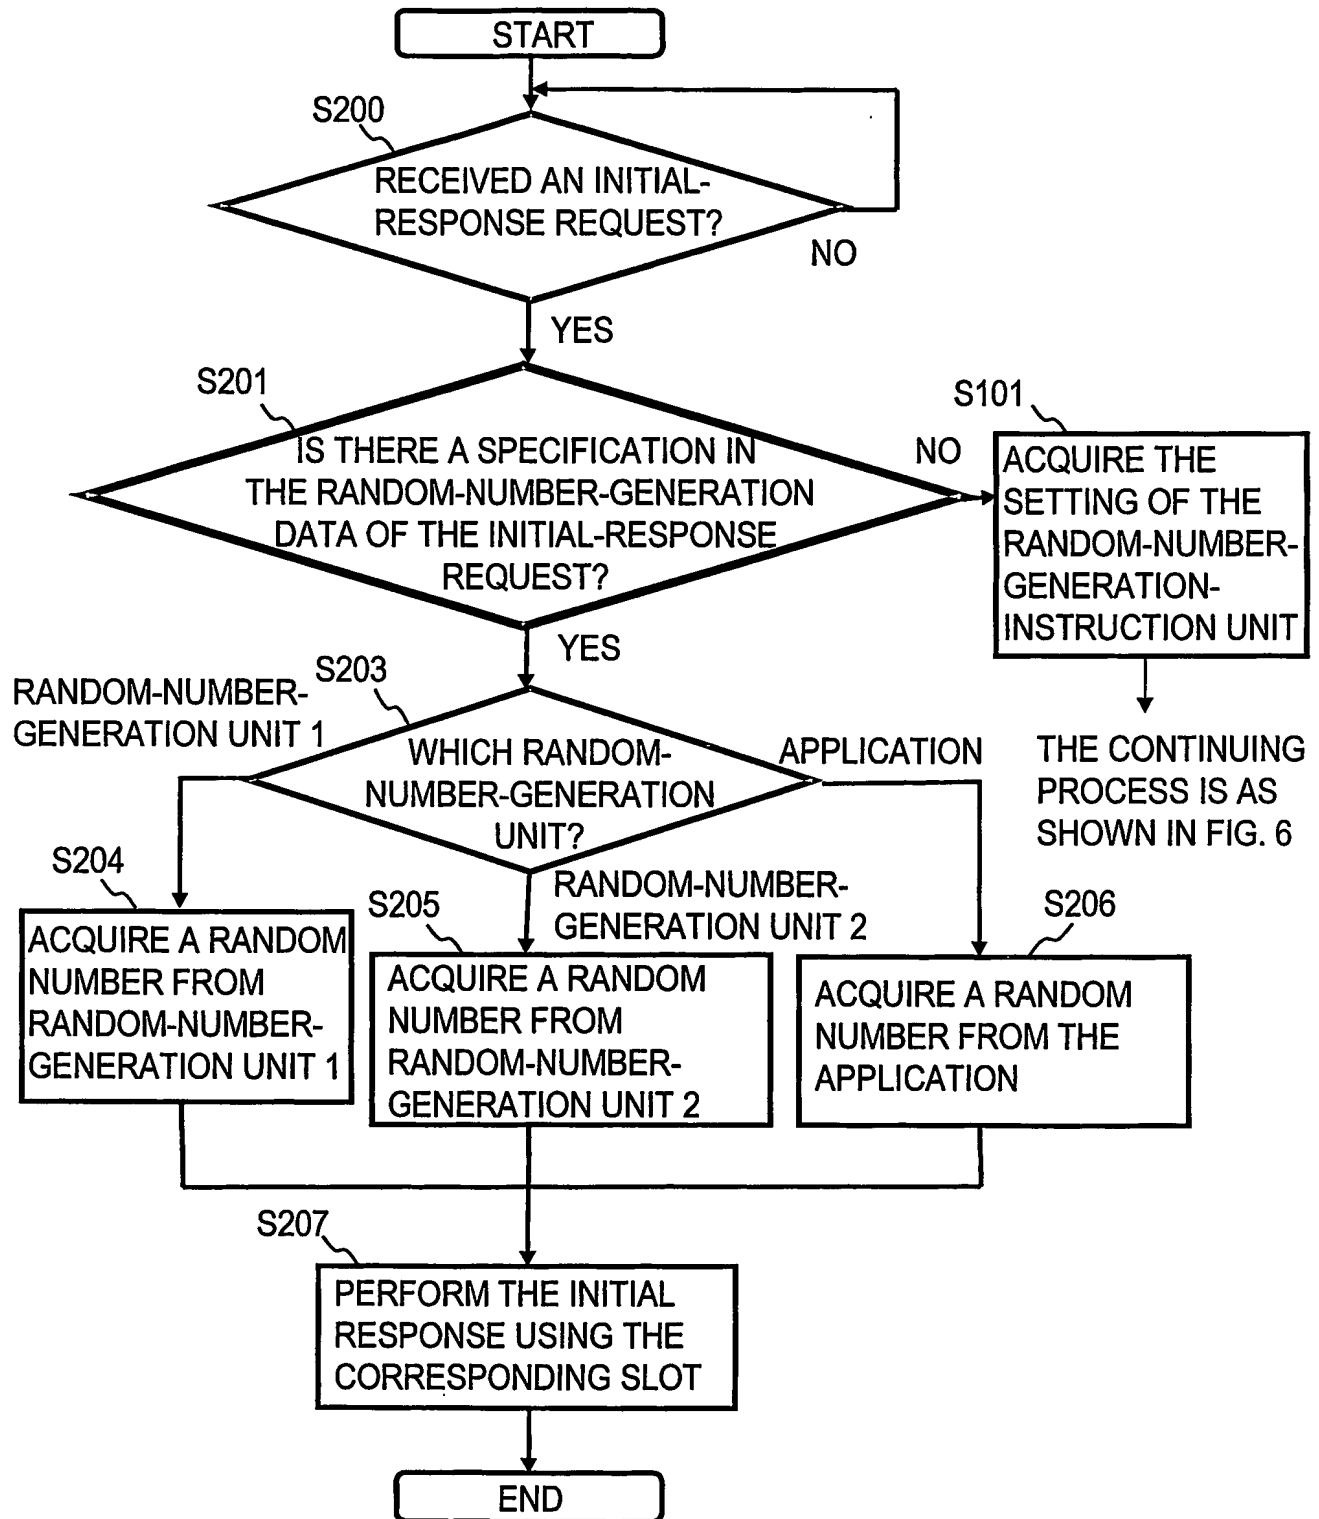 START
S200
RECEIVED AN INITIAL-
RESPONSE REQUEST?
NO
YES
S201
IS THERE A SPECIFICATION IN
THE RANDOM-NUMBER-GENERATION
DATA OF THE INITIAL-RESPONSE
REQUEST?
NO
S101
ACQUIRE THE
SETTING OF THE
RANDOM-NUMBER-
GENERATION-
INSTRUCTION UNIT
YES
THE CONTINUING
PROCESS IS AS
SHOWN IN FIG. 6
S203
RANDOM-NUMBER-
GENERATION UNIT 1
WHICH RANDOM-
NUMBER-GENERATION
UNIT?
APPLICATION
RANDOM-NUMBER-
GENERATION UNIT 2
S204
ACQUIRE A RANDOM
NUMBER FROM
RANDOM-NUMBER-
GENERATION UNIT 1
S205
ACQUIRE A RANDOM
NUMBER FROM
RANDOM-NUMBER-
GENERATION UNIT 2
S206
ACQUIRE A RANDOM
NUMBER FROM THE
APPLICATION
S207
PERFORM THE INITIAL
RESPONSE USING THE
CORRESPONDING SLOT
END